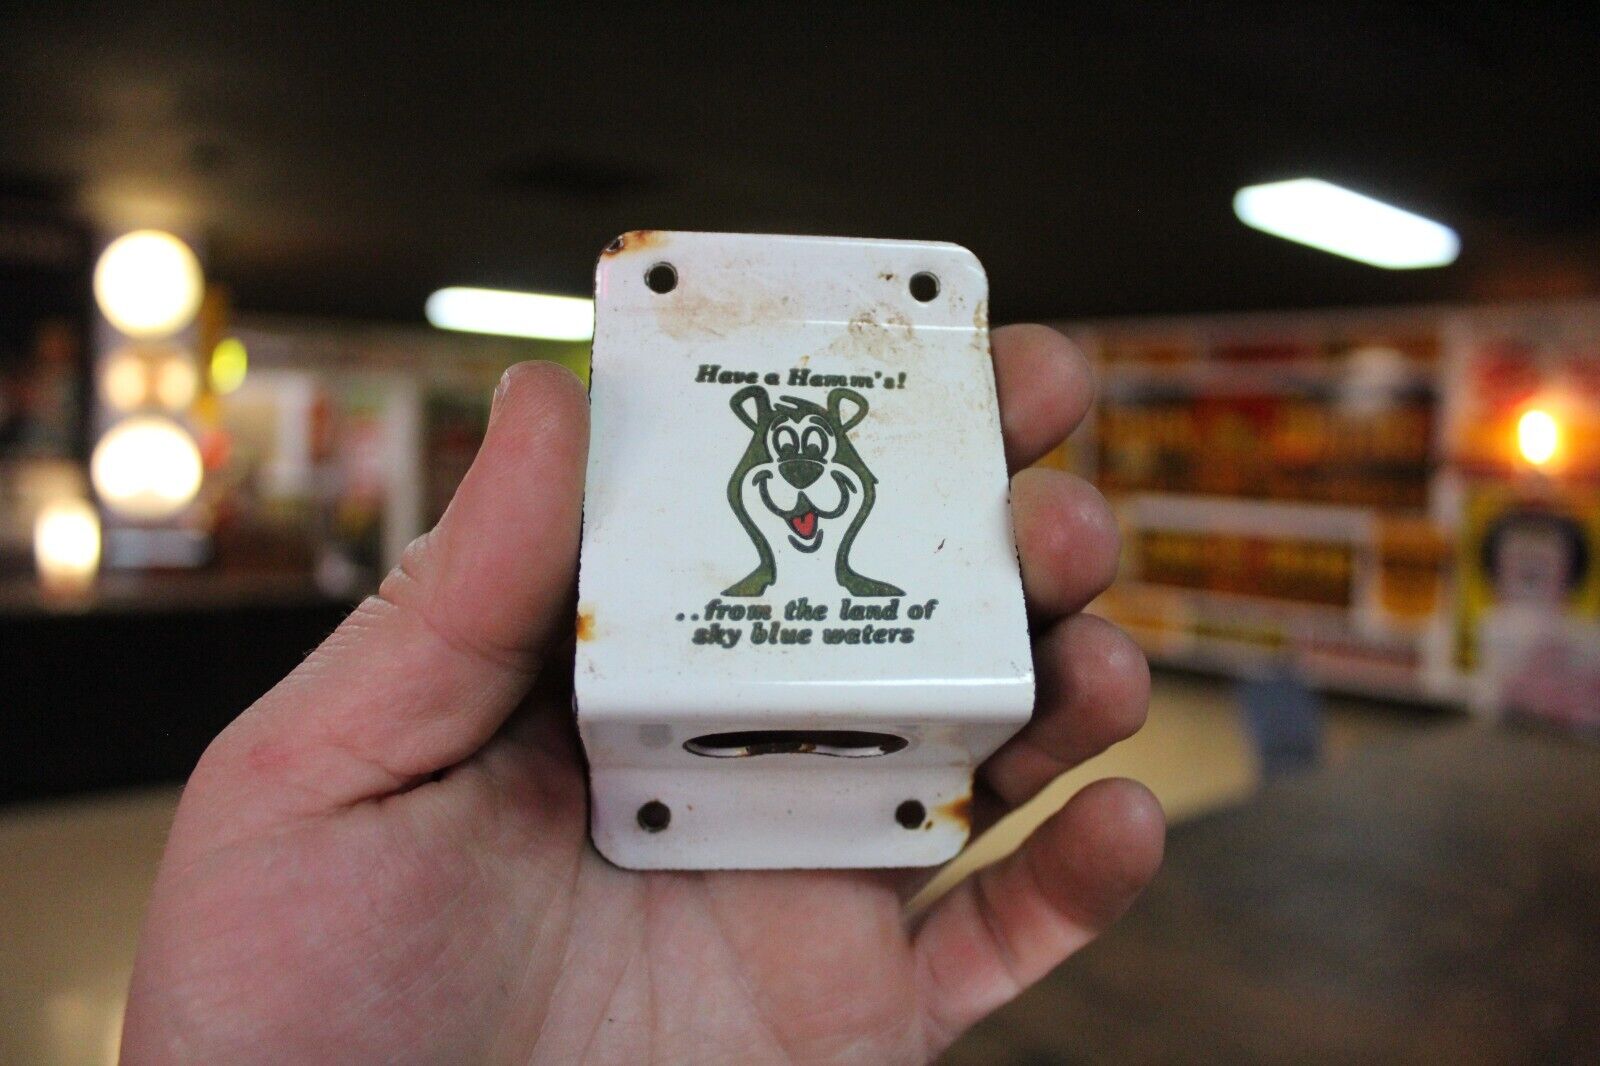 Have a Hamm's!
..from the land of
sky blue waters